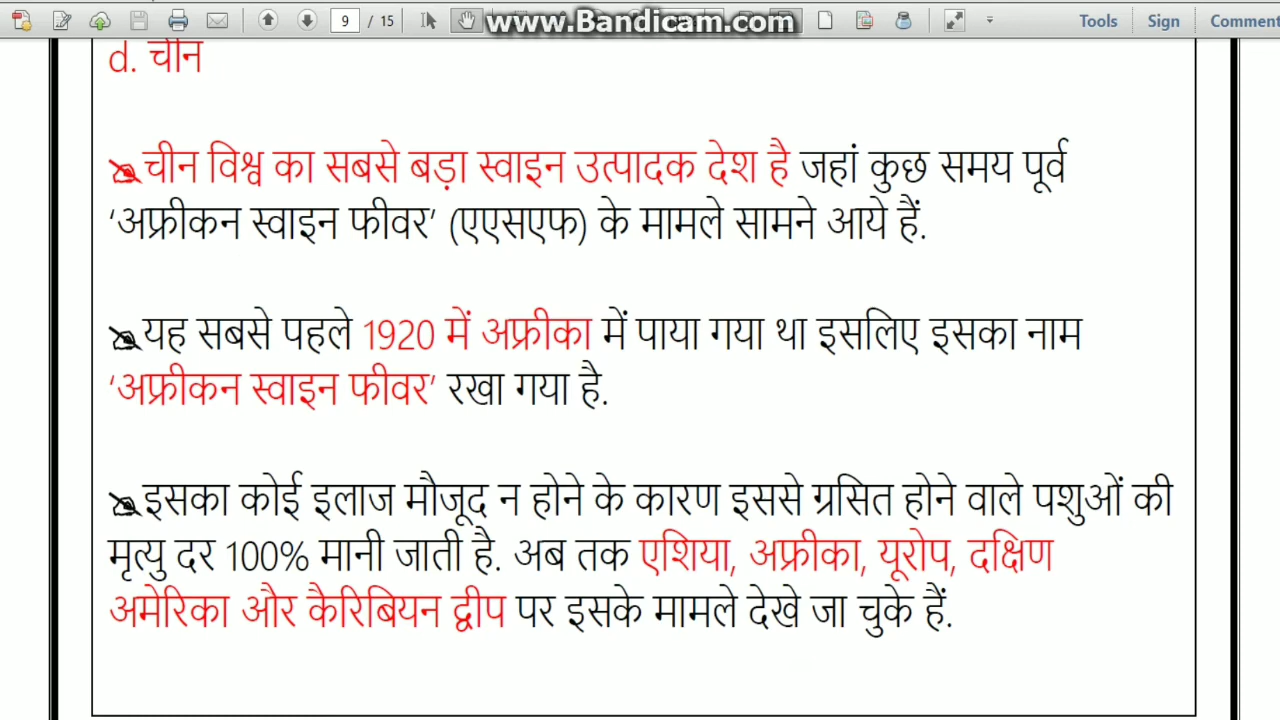 9 / 15
www.Bandicam.com
Tools Sign Comment
d. चीन
चीन विश्व का सबसे बड़ा स्वाइन उत्पादक देश है जहां कुछ समय पूर्व
‘अफ्रीकन स्वाइन फीवर’ (एएसएफ) के मामले सामने आये हैं.
यह सबसे पहले 1920 में अफ्रीका में पाया गया था इसलिए इसका नाम
‘अफ्रीकन स्वाइन फीवर’ रखा गया है.
इसका कोई इलाज मौजूद न होने के कारण इससे ग्रसित होने वाले पशुओं की
मृत्यु दर 100% मानी जाती है. अब तक एशिया, अफ्रीका, यूरोप, दक्षिण
अमेरिका और कैरिबियन द्वीप पर इसके मामले देखे जा चुके हैं.